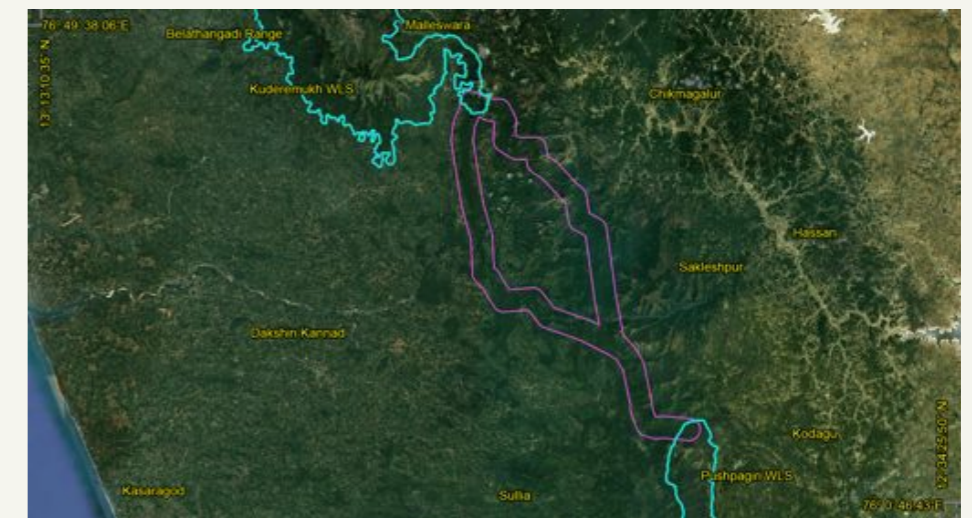 76° 49' 38.06"E
Malleswara
Belathangadi Range
13° 13' 10.35" N
Kuderemukh WLS
Chikmagalur
Hassan
Sakleshpur
Dakshin Kannad
Kodagu
Pushpagiri WLS
Kasaragod
Sullia
12° 34' 25.50" N
76° 0' 46.43"E